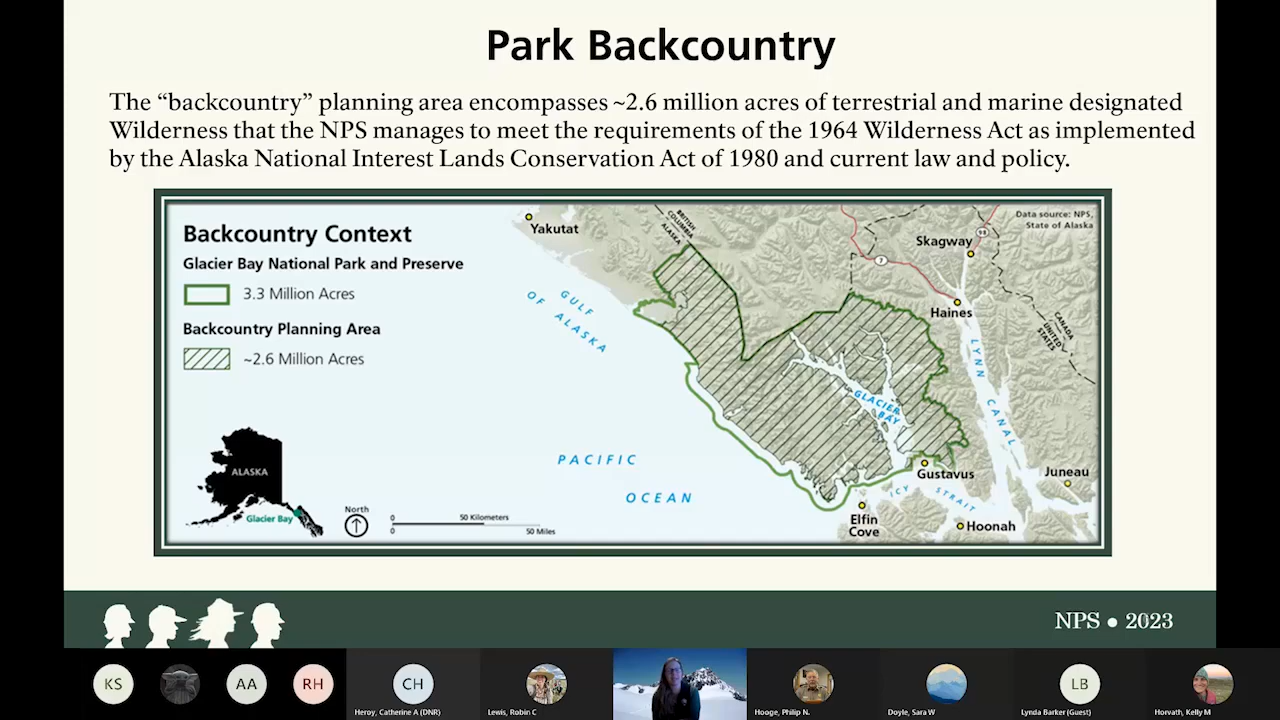 Park Backcountry
The “backcountry” planning area encompasses ~2.6 million acres of terrestrial and marine designated
Wilderness that the NPS manages to meet the requirements of the 1964 Wilderness Act as implemented
by the Alaska National Interest Lands Conservation Act of 1980 and current law and policy.
Backcountry Context
Glacier Bay National Park and Preserve
3.3 Million Acres
Backcountry Planning Area
~2.6 Million Acres
ALASKA
Glacier Bay
North
0
50 Kilometers
0
50 Miles
Yakutat
BRITISH
COLUMBIA
ALASKA
GULF
OF ALASKA
PACIFIC
OCEAN
Data source: NPS,
State of Alaska
Skagway
98
7
Haines
CANADA
UNITED
STATES
LYNN CANAL
GLACIER
BAY
Gustavus
ICY STRAIT
Juneau
Elfin
Cove
Hoonah
NPS • 2023
KS
AA
RH
CH
LB
Heroy, Catherine A (DNR)
Lewis, Robin C
Hooge, Philip N.
Doyle, Sara W
Lynda Barker (Guest)
Horvath, Kelly M